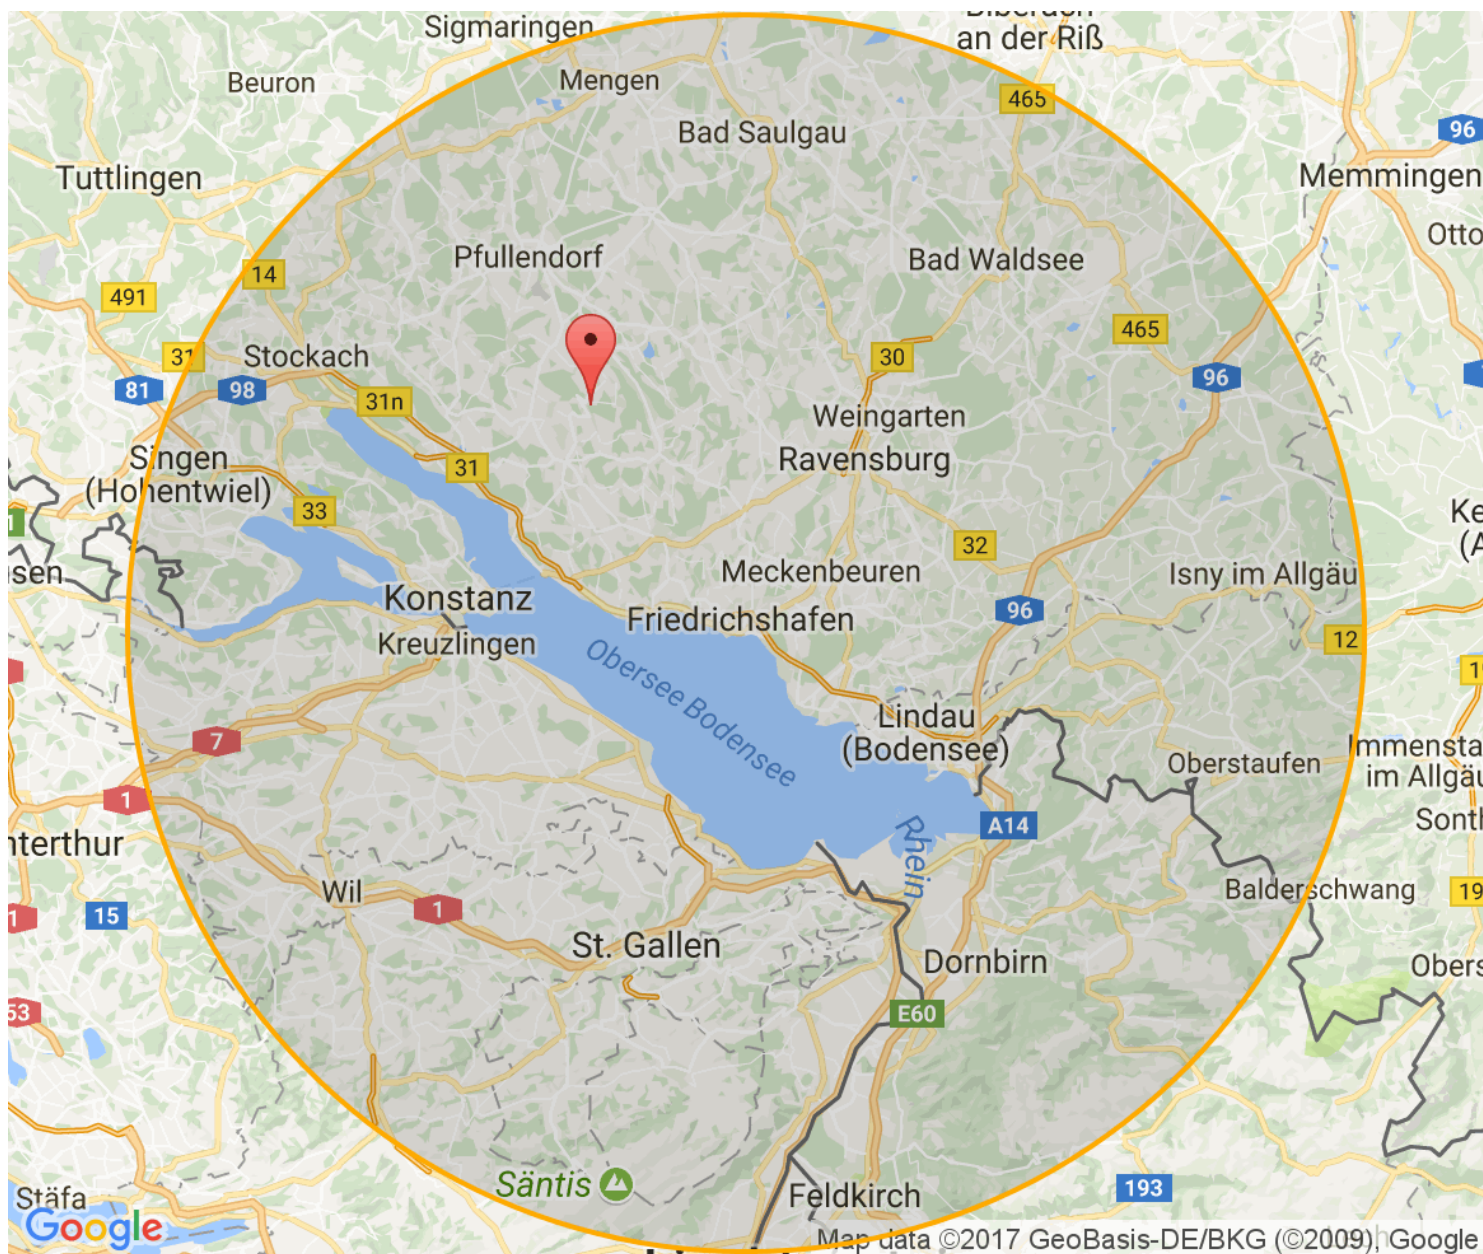 Sigmaringen
an der Riß
Beuron
Mengen
465
Bad Saulgau
96
Tuttlingen
Memmingen
Pfullendorf
Bad Waldsee
14
491
465
31
Stockach
30
81
98
96
31n
Weingarten
Singen
(Hohentwiel)
31
Ravensburg
33
32
Meckenbeuren
Isny im Allgäu
Konstanz
96
Friedrichshafen
Kreuzlingen
12
Obersee Bodensee
Lindau
(Bodensee)
7
Oberstaufen
im Allgäu
1
A14
Rhein
Wil
Balderschwang
1
15
St. Gallen
Dornbirn
E60
Säntis
Feldkirch
193
Stäfa
Google
Map data ©2017 GeoBasis-DE/BKG (©2009), Google